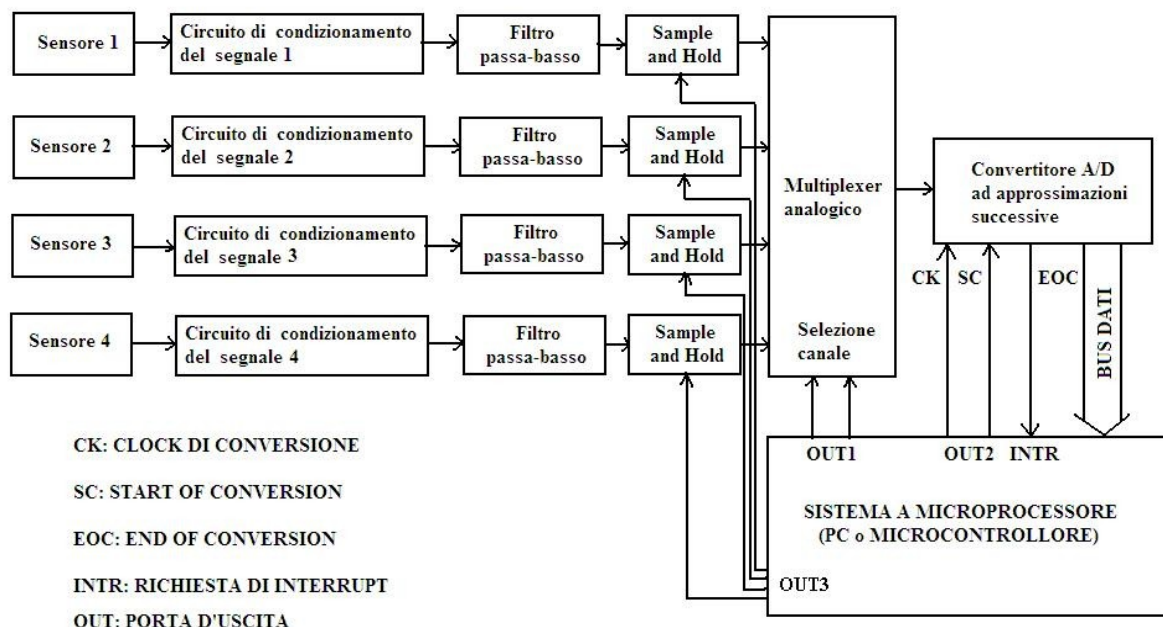 Sensore 1
Circuito di condizionamento
del segnale 1
Filtro
passa-basso
Sample
and Hold
Sensore 2
Circuito di condizionamento
del segnale 2
Filtro
passa-basso
Sample
and Hold
Sensore 3
Circuito di condizionamento
del segnale 3
Filtro
passa-basso
Sample
and Hold
Sensore 4
Circuito di condizionamento
del segnale 4
Filtro
passa-basso
Sample
and Hold
Multiplexer
analogico
Selezione
canale
Convertitore A/D
ad approssimazioni
successive
CK
SC
EOC
BUS DATI
OUT1
OUT2
INTR
SISTEMA A MICROPROCESSORE
(PC o MICROCONTROLLORE)
OUT3
CK: CLOCK DI CONVERSIONE
SC: START OF CONVERSION
EOC: END OF CONVERSION
INTR: RICHIESTA DI INTERRUPT
OUT: PORTA D'USCITA